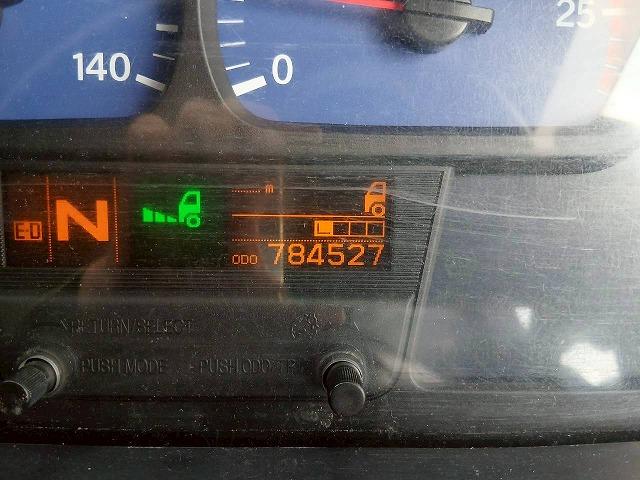 140
0
25
m
E-D N
L
ODO 784527
RETURN/SELECT
PUSH MODE
PUSH ODO/TRIP